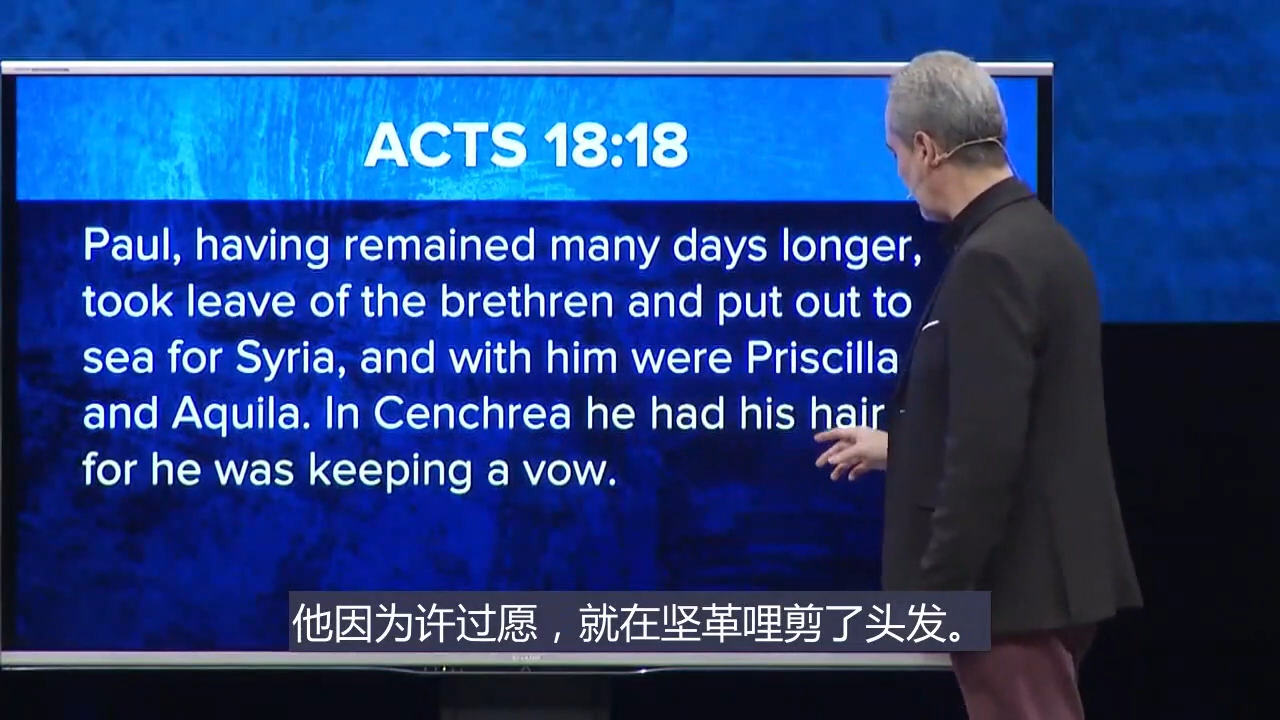 ACTS 18:18
Paul, having remained many days longer,
took leave of the brethren and put out to
sea for Syria, and with him were Priscilla
and Aquila. In Cenchrea he had his hair
for he was keeping a vow.
他因为许过愿，就在坚革哩剪了头发。